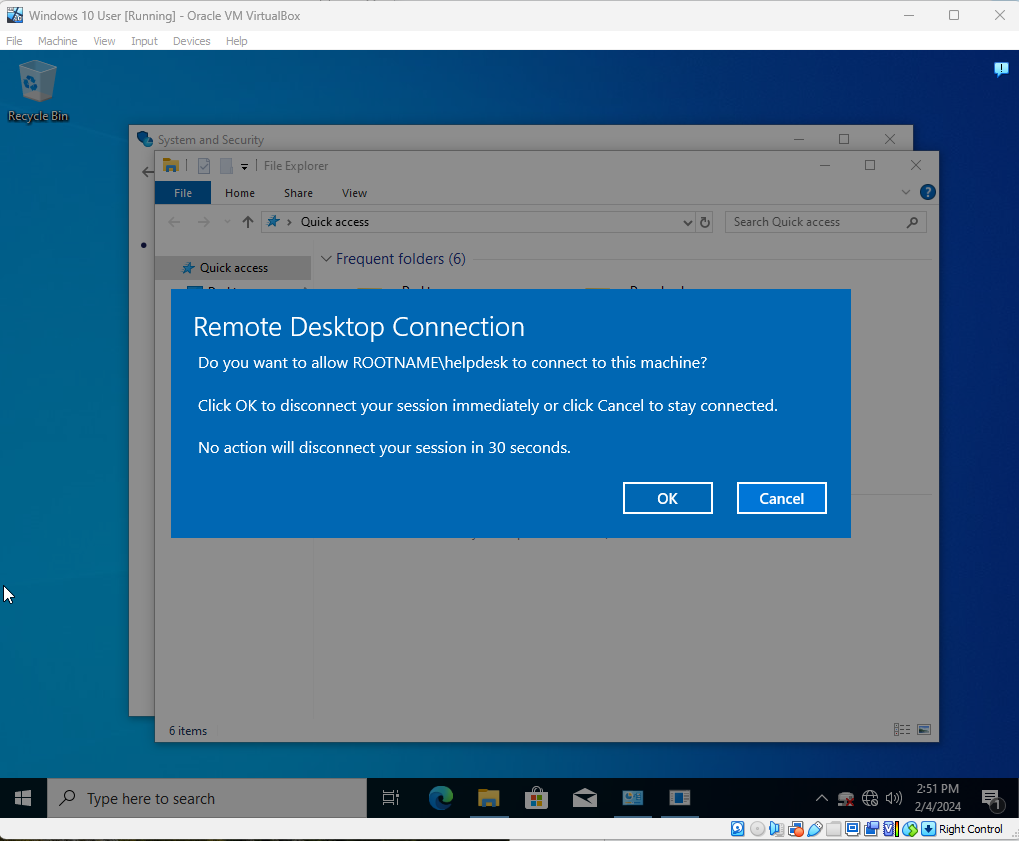 Windows 10 User [Running] - Oracle VM VirtualBox
File Machine View Input Devices Help
Recycle Bin
System and Security
File Explorer
File Home Share View
Quick access
Search Quick access
Quick access
Frequent folders (6)
Remote Desktop Connection
Do you want to allow ROOTNAME\helpdesk to connect to this machine?
Click OK to disconnect your session immediately or click Cancel to stay connected.
No action will disconnect your session in 30 seconds.
OK Cancel
6 items
Type here to search
2:51 PM
2/4/2024
1
Right Control